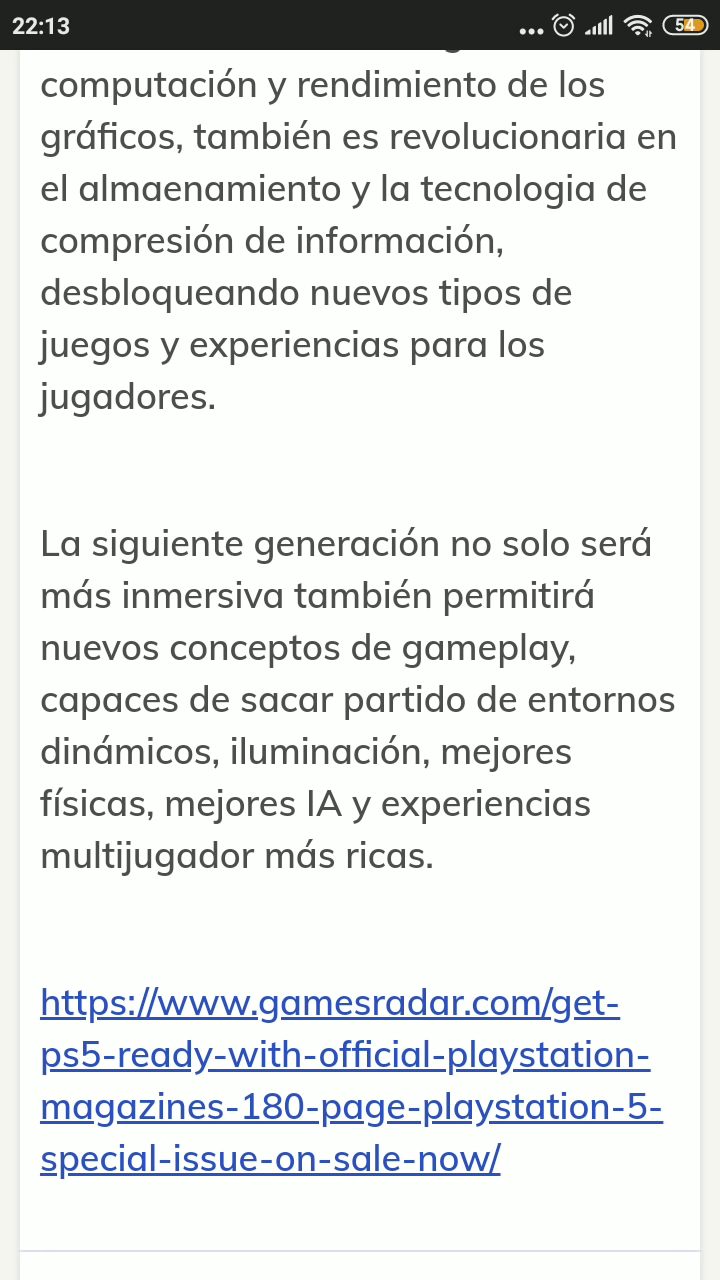 22:13
54
computación y rendimiento de los
gráficos, también es revolucionaria en
el almaenamiento y la tecnologia de
compresión de información,
desbloqueando nuevos tipos de
juegos y experiencias para los
jugadores.
La siguiente generación no solo será
más inmersiva también permitirá
nuevos conceptos de gameplay,
capaces de sacar partido de entornos
dinámicos, iluminación, mejores
físicas, mejores IA y experiencias
multijugador más ricas.
https://www.gamesradar.com/get-
ps5-ready-with-official-playstation-
magazines-180-page-playstation-5-
special-issue-on-sale-now/